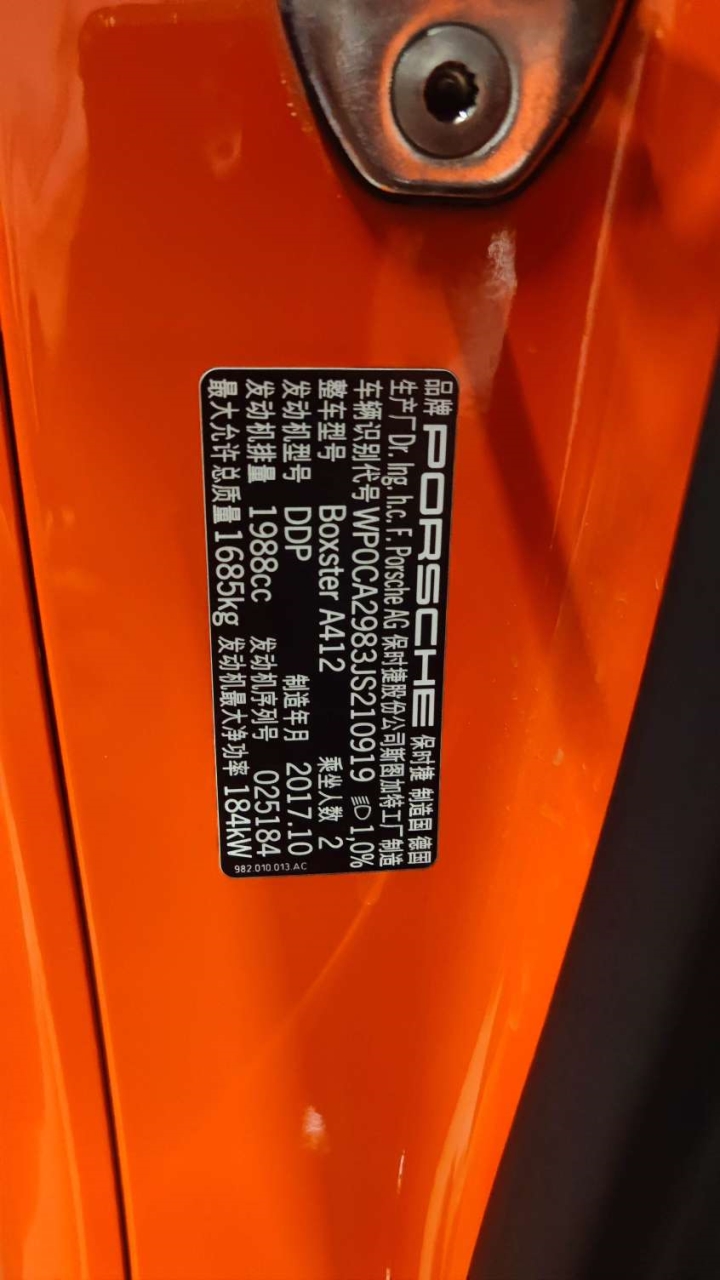 品牌 PORSCHE 保时捷 制造国 德国
生产厂Dr. Ing. h.c. F. Porsche AG 保时捷股份公司斯图加特工厂制造
车辆识别代号 WP0CA2983JS210919 1,0%
整车型号 Boxster A412 乘坐人数 2
发动机型号 DDP 制造年月 2017.10
发动机排量 1988cc 发动机序列号 025184
最大允许总质量 1685kg 发动机最大净功率 184kW
982.010.013.AC